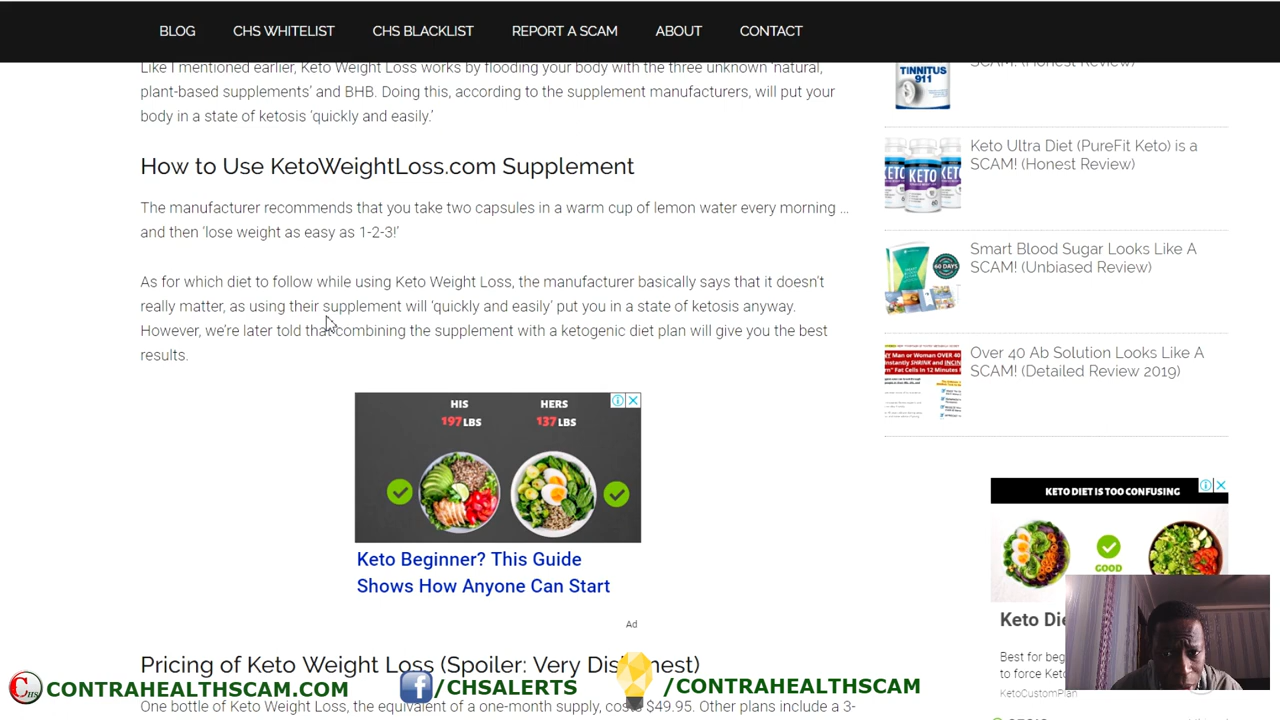 BLOG CHS WHITELIST CHS BLACKLIST REPORT A SCAM ABOUT CONTACT
Like I mentioned earlier, Keto Weight Loss works by flooding your body with the three unknown 'natural,
plant-based supplements' and BHB. Doing this, according to the supplement manufacturers, will put your
body in a state of ketosis 'quickly and easily.'
How to Use KetoWeightLoss.com Supplement
The manufacturer recommends that you take two capsules in a warm cup of lemon water every morning ...
and then 'lose weight as easy as 1-2-3!'
As for which diet to follow while using Keto Weight Loss, the manufacturer basically says that it doesn't
really matter, as using their supplement will 'quickly and easily' put you in a state of ketosis anyway.
However, we're later told that combining the supplement with a ketogenic diet plan will give you the best
results.
HIS HERS
197 LBS 137 LBS
Keto Beginner? This Guide
Shows How Anyone Can Start
Ad
Pricing of Keto Weight Loss (Spoiler: Very
One bottle of Keto Weight Loss, the equivalent of a one-month supply, costs $49.95. Other plans include a 3-
SCAM! (Honest Review)
TINNITUS
911
Keto Ultra Diet (PureFit Keto) is a
SCAM! (Honest Review)
KETO
Smart Blood Sugar Looks Like A
SCAM! (Unbiased Review)
60 DAYS
Over 40 Ab Solution Looks Like A
SCAM! (Detailed Review 2019)
KETO DIET IS TOO CONFUSING
GOOD
Keto Die
Best for beg
to force Keto
KetoCustomPlan
CHS
CONTRAHEALTHSCAM.COM
/CHSALERTS
/CONTRAHEALTHSCAM